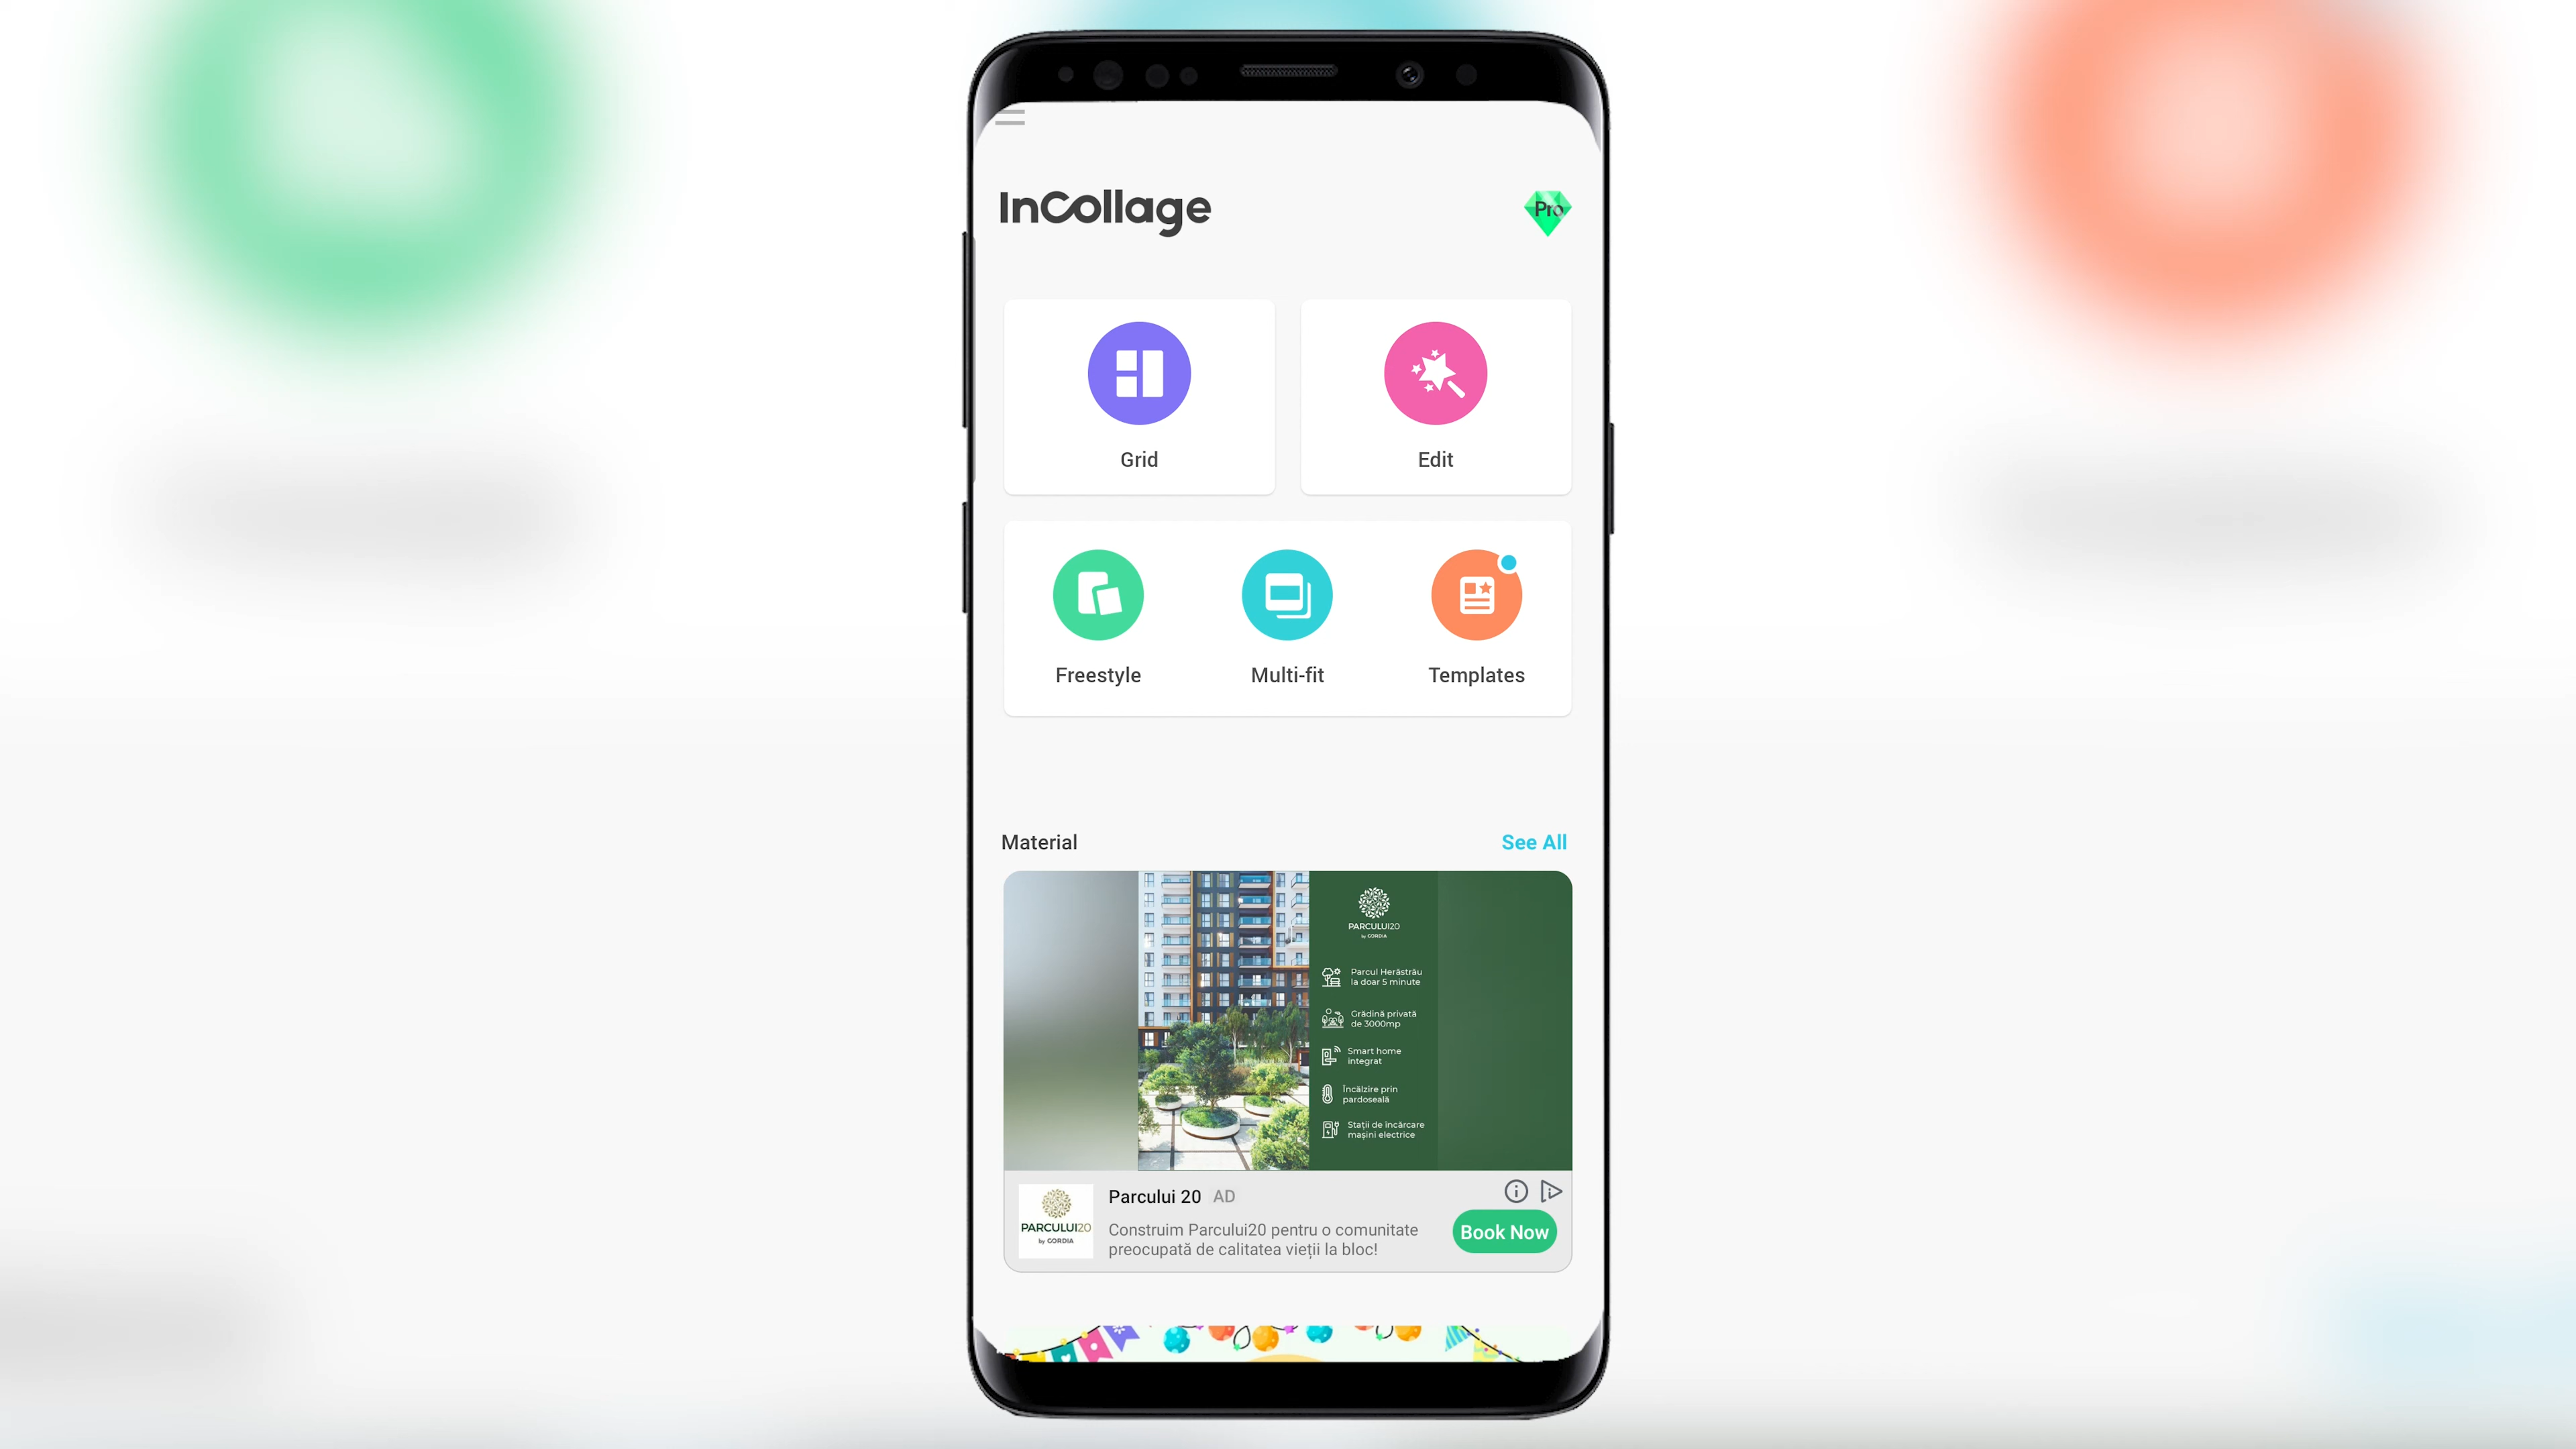 InCollage
Pro
Grid
Edit
Freestyle
Multi-fit
Templates
Material
See All
PARCULUI20
by CORDIA
Parcul Herăstrău
la doar 5 minute
Grădină privată
de 3000mp
Smart home
integrat
Încălzire prin
pardoseală
Stații de încărcare
mașini electrice
PARCULUI20
by CORDIA
Parcului 20 AD
Construim Parcului20 pentru o comunitate
preocupată de calitatea vieții la bloc!
Book Now